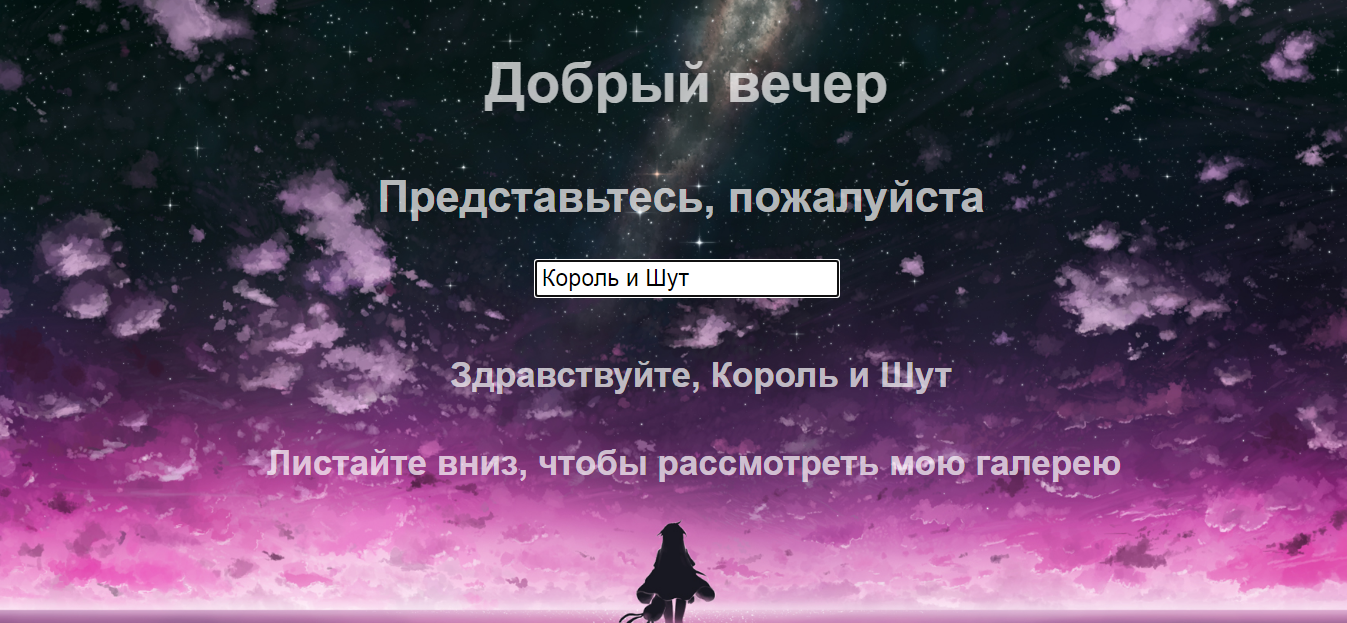 Добрый вечер
Представьтесь, пожалуйста
Король и Шут
Здравствуйте, Король и Шут
Листайте вниз, чтобы рассмотреть мою галерею